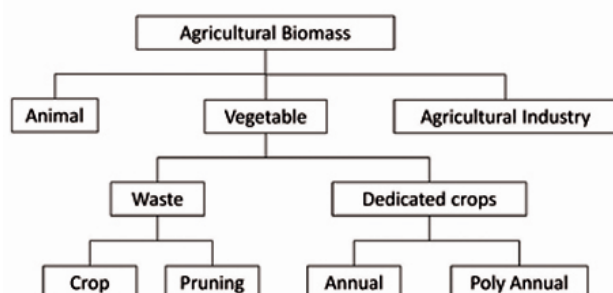 Agricultural Biomass
Animal
Vegetable
Agricultural Industry
Waste
Dedicated crops
Crop
Pruning
Annual
Poly Annual